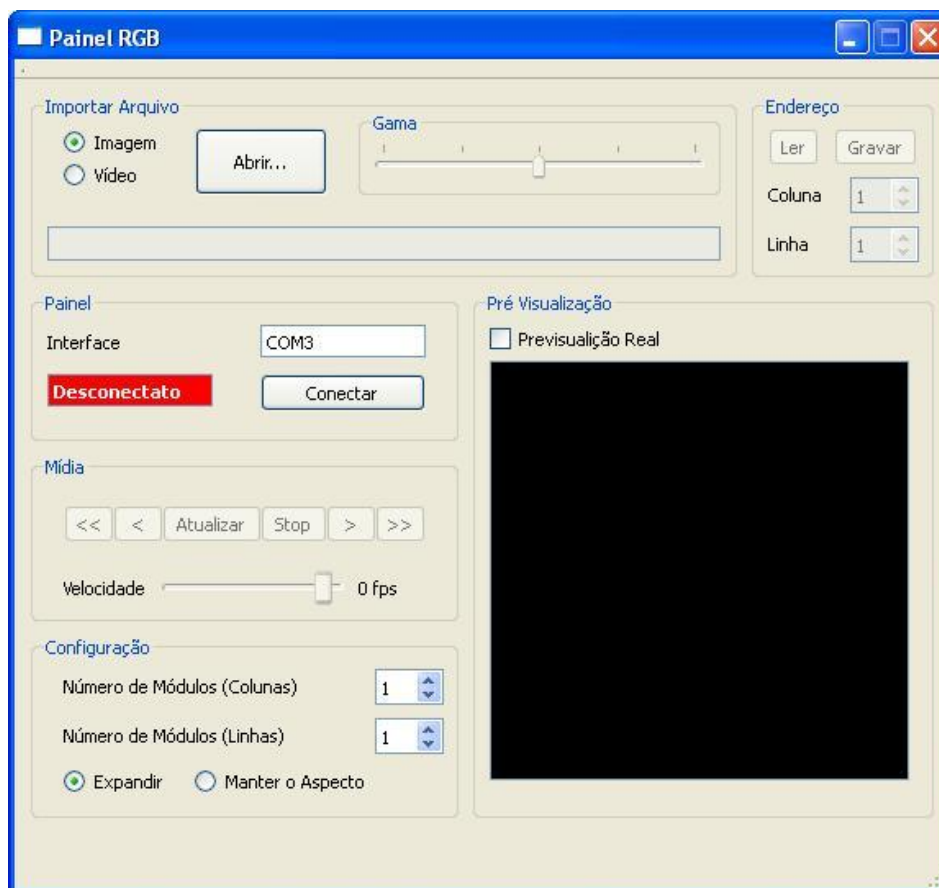 Painel RGB
Importar Arquivo
Imagem
Vídeo
Abrir...
Gama
Endereço
Ler
Gravar
Coluna
1
Linha
1
Painel
Interface
COM3
Desconectato
Conectar
Mídia
<<
<
Atualizar
Stop
>
>>
Velocidade
0 fps
Configuração
Número de Módulos (Colunas)
1
Número de Módulos (Linhas)
1
Expandir
Manter o Aspecto
Pré Visualização
Previsualição Real